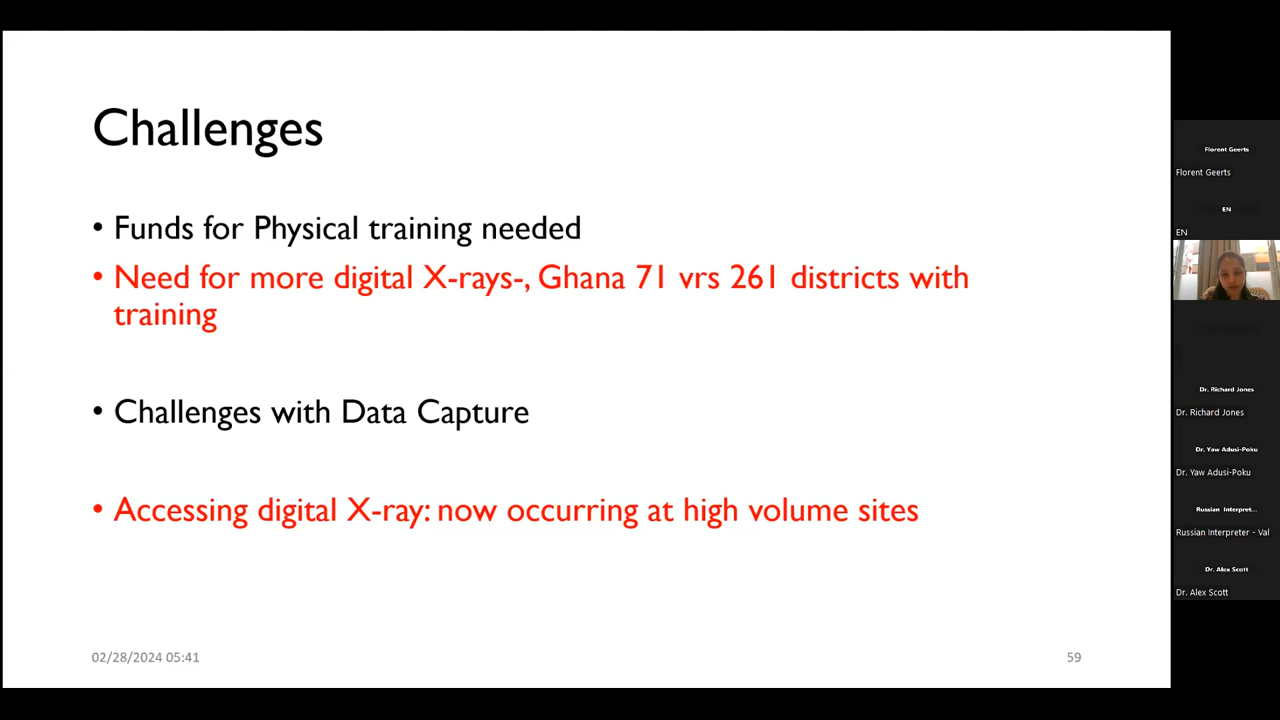 Challenges
• Funds for Physical training needed
• Need for more digital X-rays-, Ghana 71 vrs 261 districts with
training
• Challenges with Data Capture
• Accessing digital X-ray: now occurring at high volume sites
02/28/2024 05:41
59
Florent Geerts
Florent Geerts
EN
EN
Dr. Richard Jones
Dr. Richard Jones
Dr. Yaw Adusi-Poku
Dr. Yaw Adusi-Poku
Russian Interpret...
Russian Interpreter - Val
Dr. Alex Scott
Dr. Alex Scott